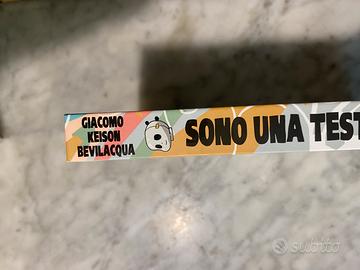 GIACOMO
KEISON
BEVILACQUA
SONO UNA TEST
subito